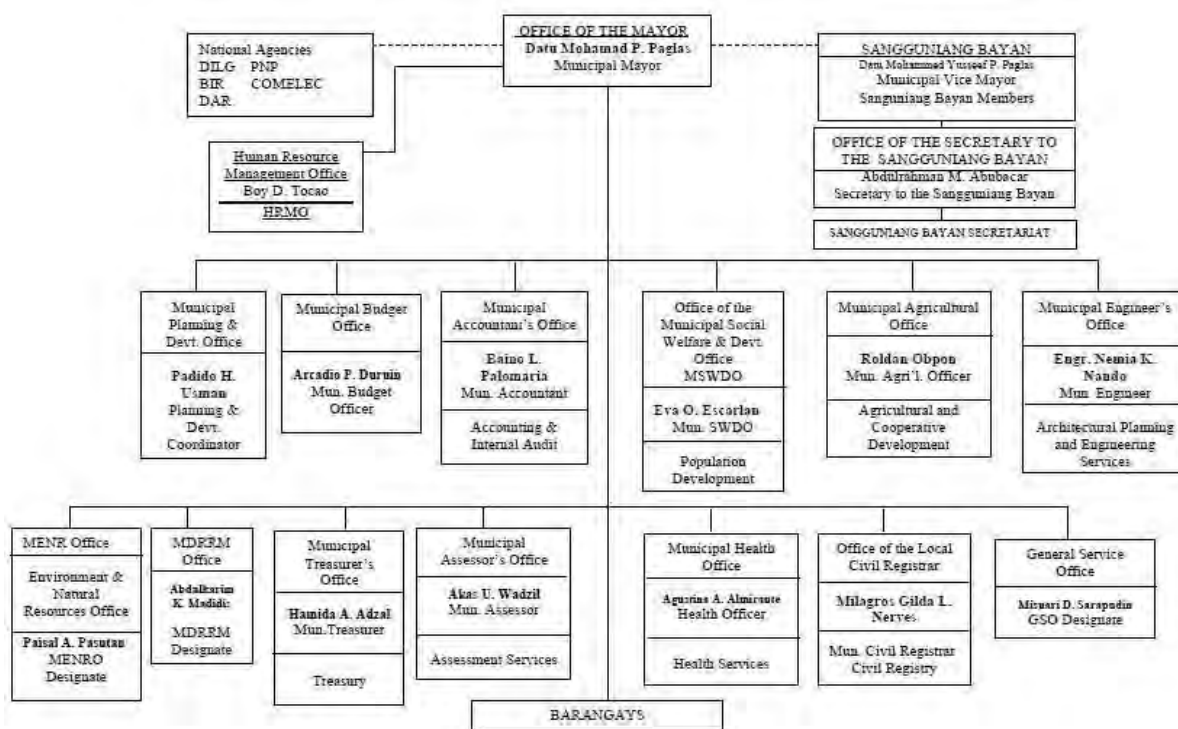 OFFICE OF THE MAYOR
Datu Mohamad P. Paglas
Municipal Mayor
National Agencies
DILG PNP
BIR COMELEC
DAR
SANGGUNIANG BAYAN
Datu Mohammed Yusseef P. Paglas
Municipal Vice Mayor
Sanguniang Bayan Members
Human Resource
Management Office
Boy D. Tocao
HRMO
OFFICE OF THE SECRETARY TO
THE SANGGUNIANG BAYAN
Abdulrahman M. Abubacar
Secretary to the Sangguniang Bayan
SANGGUNIANG BAYAN SECRETARIAT
Municipal
Planning &
Devt. Office
Padido H.
Usman
Planning &
Devt.
Coordinator
Municipal Budget
Office
Arcadio P. Duruin
Mun. Budget
Officer
Municipal
Accountant's Office
Baino L.
Palomaria
Mun. Accountant
Accounting &
Internal Audit
Office of the
Municipal Social
Welfare & Devt.
Office
MSWDO
Eva O. Escarlan
Mun. SWDO
Population
Development
Municipal Agricultural
Office
Roldan Obpon
Mun. Agri'l. Officer
Agricultural and
Cooperative
Development
Municipal Engineer's
Office
Engr. Nemia K.
Nando
Mun. Engineer
Architectural Planning
and Engineering
Services
MENR Office
Environment &
Natural
Resources Office
Paisal A. Pasutan
MENRO
Designate
MDRRM
Office
Abdulkarim
K.
MDRRM
Designate
Municipal
Treasurer's
Office
Hamida A. Adzal
Mun.Treasurer
Treasury
Municipal
Assessor's Office
Akas U. Wadzil
Mun. Assessor
Assessment Services
Municipal Health
Office
Agustina A. Almirante
Health Officer
Health Services
Office of the Local
Civil Registrar
Milagros Gilda L.
Nerves
Mun. Civil Registrar
Civil Registry
General Service
Office
Misuari D. Sarapudin
GSO Designate
BARANGAYS